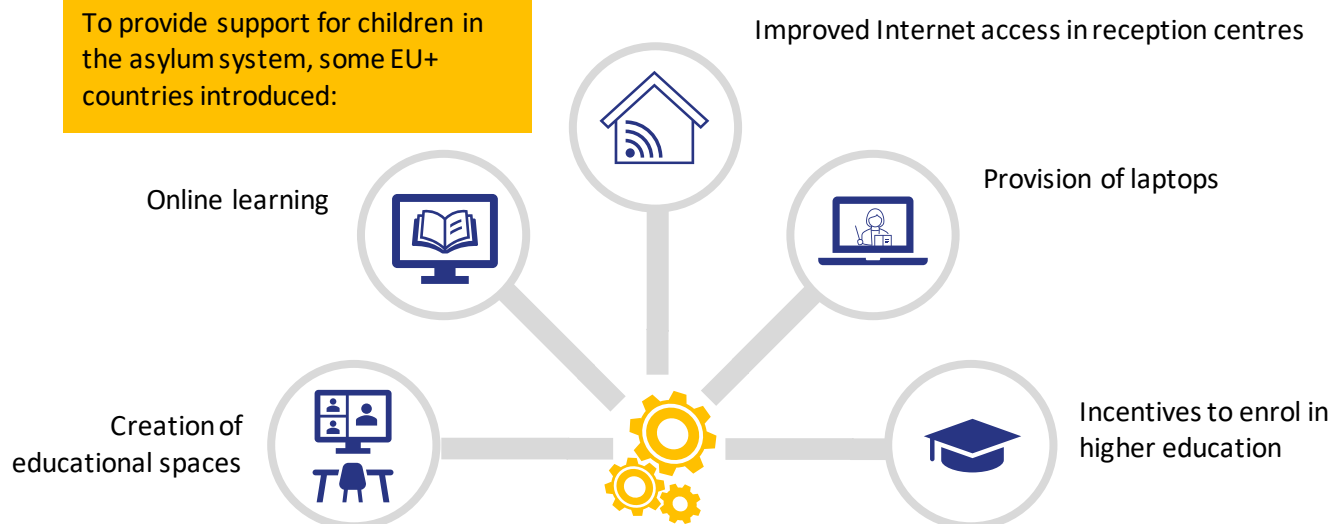 To provide support for children in
the asylum system, some EU+
countries introduced:
Improved Internet access in reception centres
Online learning
Provision of laptops
Creation of
educational spaces
Incentives to enrol in
higher education